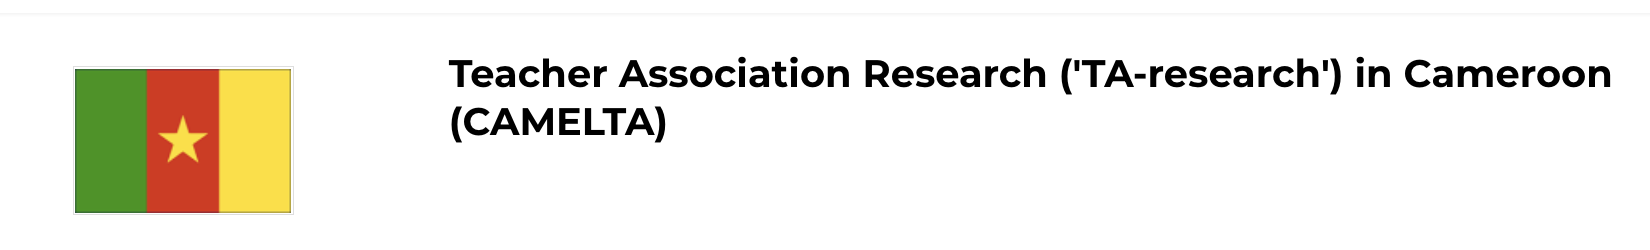 Teacher Association Research ('TA-research') in Cameroon
(CAMELTA)